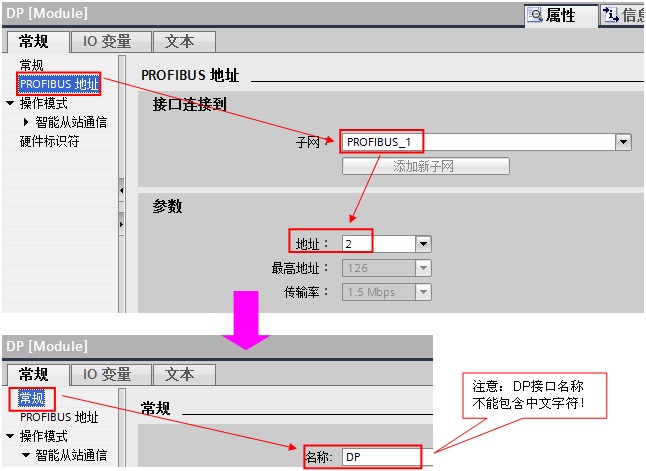 DP [Module]
属性
信息
常规
IO 变量
文本
常规
PROFIBUS 地址
操作模式
智能从站通信
硬件标识符
PROFIBUS 地址
接口连接到
子网
PROFIBUS_1
添加新子网
参数
地址：
2
最高地址：
126
传输率：
1.5 Mbps
DP [Module]
常规
IO 变量
文本
常规
PROFIBUS 地址
操作模式
智能从站通信
常规
名称:
DP
注意：DP接口名称
不能包含中文字符！